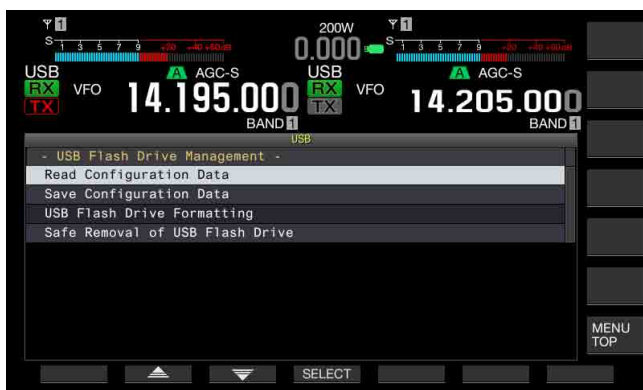 1 200W 1
S 1 3 5 7 9 +20 +40 +60dB 0.000 S 1 3 5 7 9 +20 +40 +60dB
USB A AGC-S USB A AGC-S
RX VFO 14.195.000 RX VFO 14.205.000
TX BAND 1 TX BAND 1
USB
- USB Flash Drive Management -
Read Configuration Data
Save Configuration Data
USB Flash Drive Formatting
Safe Removal of USB Flash Drive
MENU
TOP
SELECT